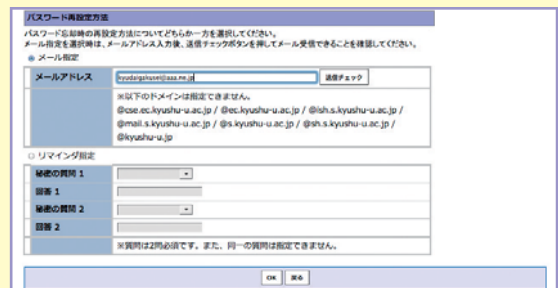 パスワード再設定方法
パスワード忘却時の再設定方法についてどちらか一方を選択してください。
メール指定を選択時は、メールアドレス入力後、送信チェックボタンを押してメール受信できることを確認してください。
メール指定
メールアドレス kyudaigakusei@aaa.ne.jp 送信チェック
※以下のドメインは指定できません。
@cse.ec.kyushu-u.ac.jp / @ec.kyushu-u.ac.jp / @ish.s.kyushu-u.ac.jp /
@mail.s.kyushu-u.ac.jp / @s.kyushu-u.ac.jp / @sh.s.kyushu-u.ac.jp /
@kyushu-u.jp
リマインダ指定
秘密の質問 1
回答 1
秘密の質問 2
回答 2
※質問は2問必須です。また、同一の質問は指定できません。
OK 戻る